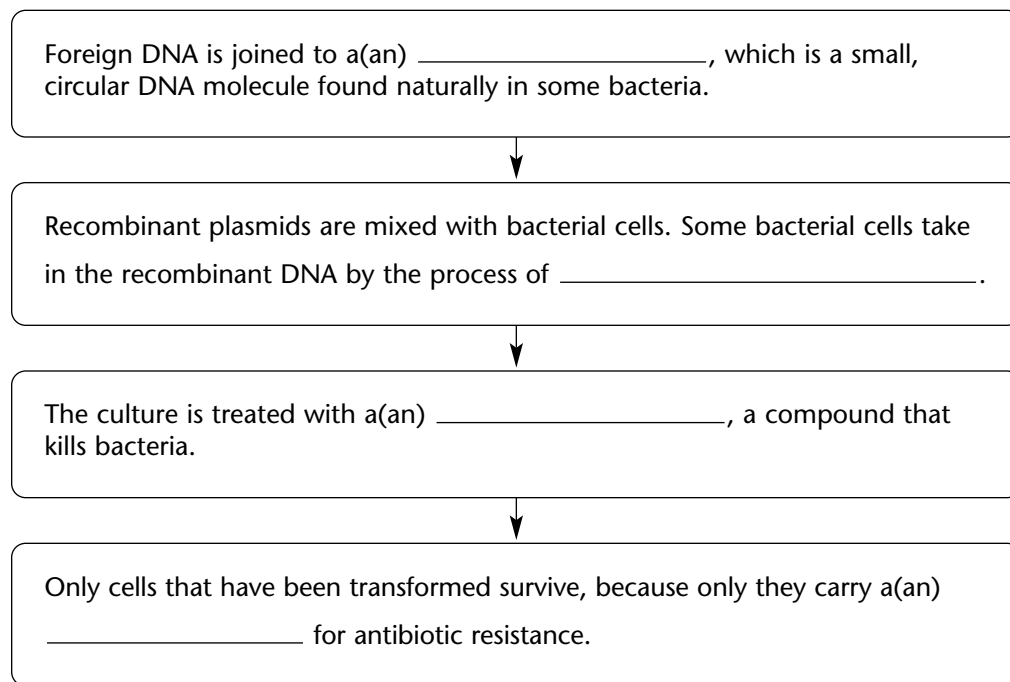 Foreign DNA is joined to a(an) ______________________, which is a small,
circular DNA molecule found naturally in some bacteria.
Recombinant plasmids are mixed with bacterial cells. Some bacterial cells take
in the recombinant DNA by the process of ________________________________.
The culture is treated with a(an) ______________________, a compound that
kills bacteria.
Only cells that have been transformed survive, because only they carry a(an)
____________________ for antibiotic resistance.